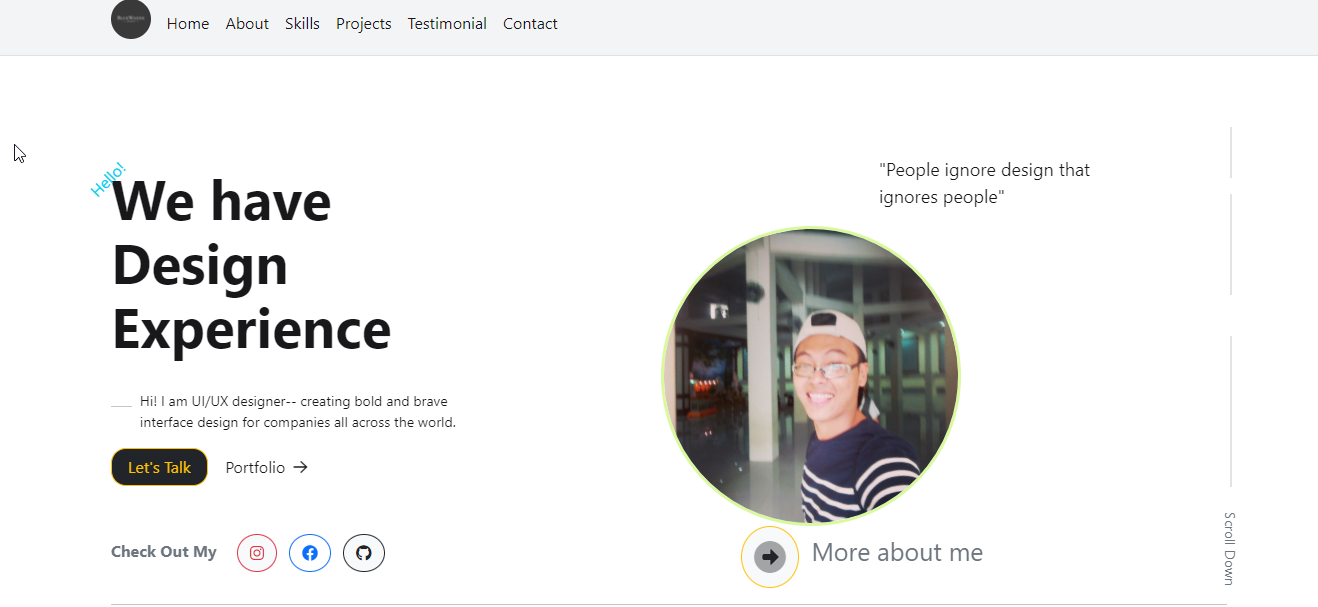 Home About Skills Projects Testimonial Contact
Hello!
We have
Design
Experience
Hi! I am UI/UX designer-- creating bold and brave
interface design for companies all across the world.
Let's Talk Portfolio
Check Out My
"People ignore design that
ignores people"
More about me
Scroll Down